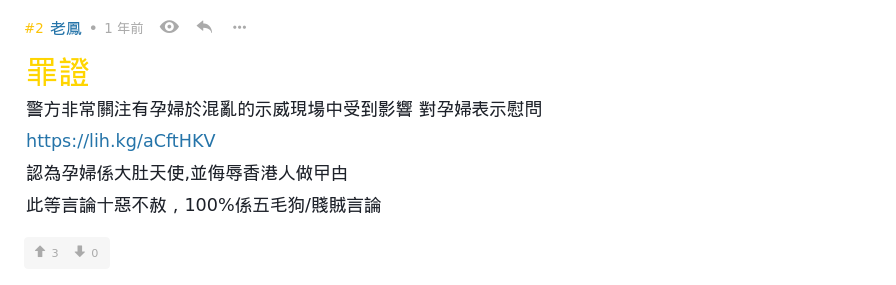 #2 老鳳 • 1 年前
罪證
警方非常關注有孕婦於混亂的示威現場中受到影響 對孕婦表示慰問
https://lih.kg/aCftHKV
認為孕婦係大肚天使,並侮辱香港人做曱甴
此等言論十惡不赦 , 100%係五毛狗/賤賊言論
3 0